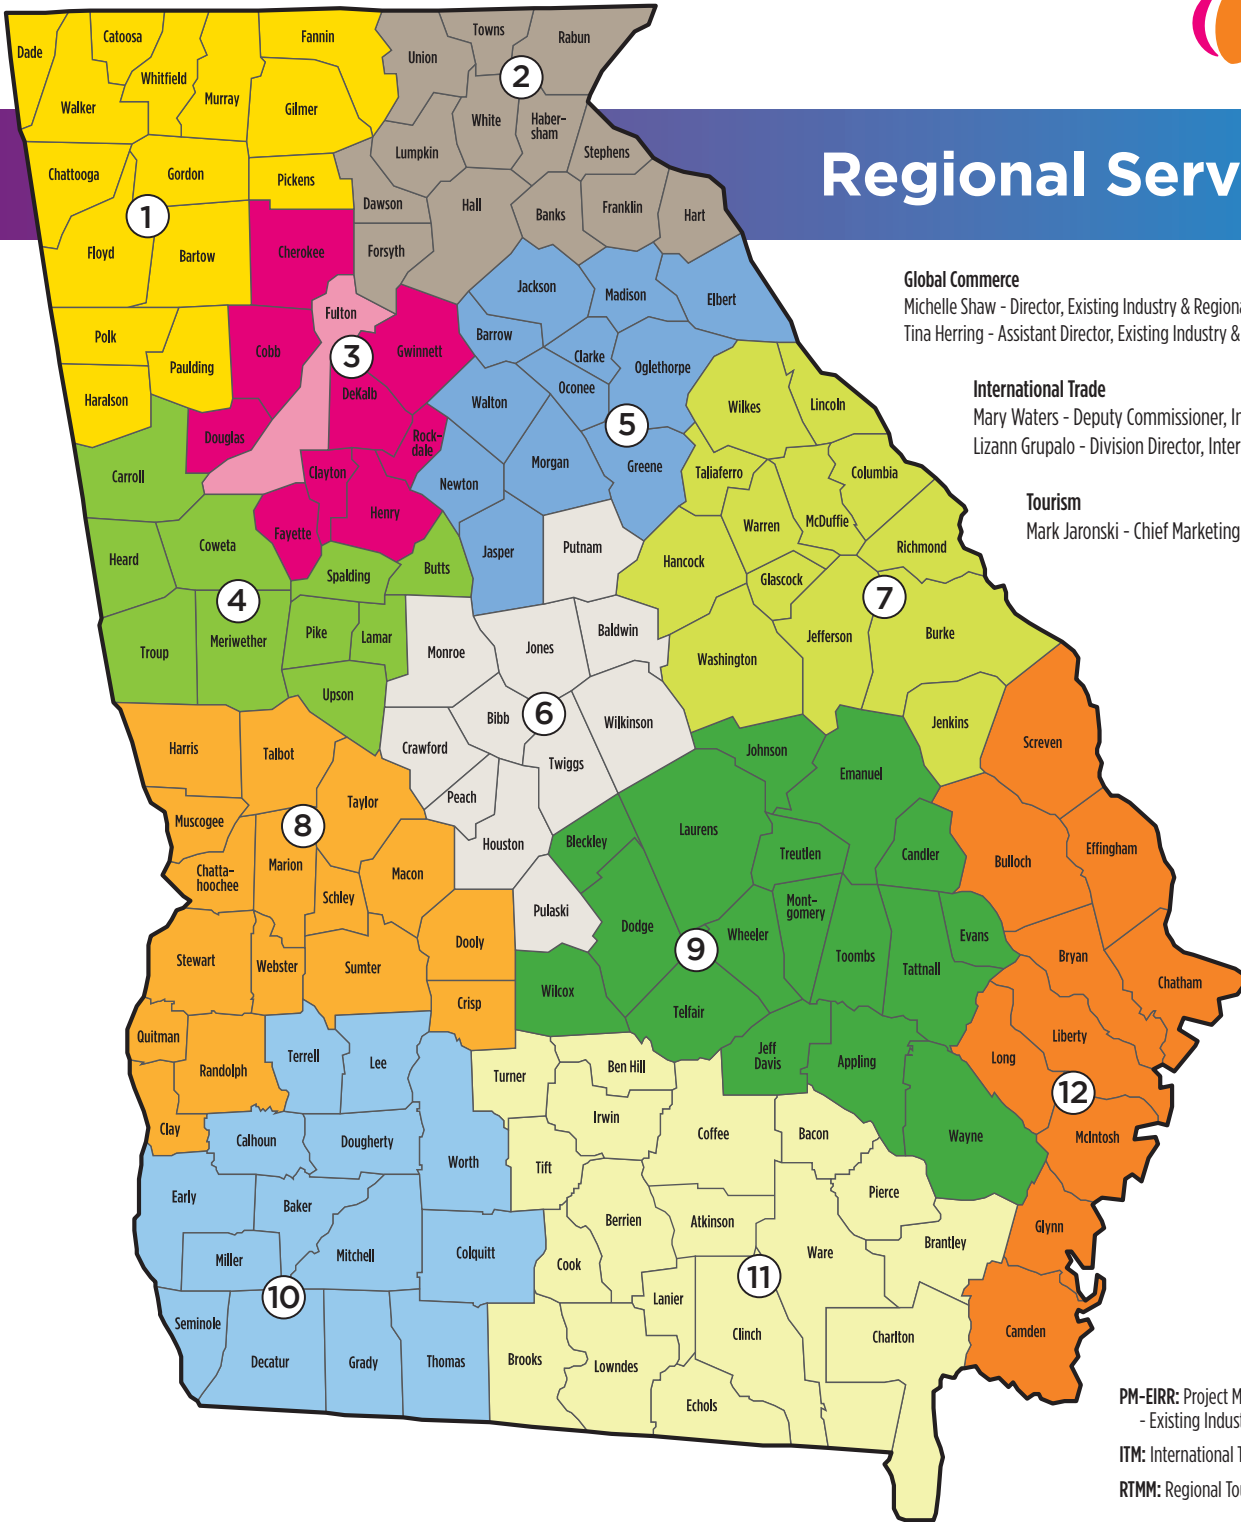 Regional Serv
Global Commerce
Michelle Shaw - Director, Existing Industry & Regiona
Tina Herring - Assistant Director, Existing Industry &
International Trade
Mary Waters - Deputy Commissioner, In
Lizann Grupalo - Division Director, Inter
Tourism
Mark Jaronski - Chief Marketing
Dade
Catoosa
Whitfield
Walker
Murray
Fannin
Gilmer
Chattooga
Gordon
Pickens
1
Floyd
Bartow
Polk
Paulding
Haralson
Union
Towns
Rabun
2
White
Haber-
sham
Lumpkin
Stephens
Dawson
Hall
Banks
Franklin
Hart
Forsyth
Cherokee
Fulton
3
Cobb
Gwinnett
DeKalb
Douglas
Rock-
dale
Clayton
Fayette
Henry
Carroll
Heard
Coweta
Spalding
Butts
4
Troup
Meriwether
Pike
Lamar
Upson
Jackson
Madison
Elbert
Barrow
Clarke
Oglethorpe
Oconee
Walton
5
Morgan
Greene
Newton
Jasper
Putnam
Baldwin
Jones
Monroe
6
Bibb
Wilkinson
Crawford
Twiggs
Peach
Houston
Pulaski
Wilkes
Lincoln
Taliaferro
Columbia
Warren
McDuffie
Richmond
Hancock
Glascock
7
Jefferson
Burke
Washington
Jenkins
Harris
Talbot
Taylor
Muscogee
8
Marion
Macon
Chatta-
hoochee
Schley
Dooly
Stewart
Webster
Sumter
Crisp
Quitman
Randolph
Clay
Johnson
Emanuel
Laurens
Bleckley
Treutlen
Candler
Mont-
gomery
Dodge
Wheeler
9
Toombs
Tattnall
Evans
Wilcox
Telfair
Jeff
Davis
Appling
Wayne
Terrell
Lee
Calhoun
Dougherty
Worth
Early
Baker
Miller
Mitchell
Colquitt
10
Seminole
Decatur
Grady
Thomas
Turner
Ben Hill
Irwin
Coffee
Bacon
Tift
Pierce
Berrien
Atkinson
Ware
Brantley
Cook
11
Lanier
Clinch
Charlton
Brooks
Lowndes
Echols
Screven
Bulloch
Effingham
Bryan
Chatham
Liberty
Long
12
McIntosh
Glynn
Camden
PM-EIRR: Project M
- Existing Indust
ITM: International T
RTMM: Regional Tou